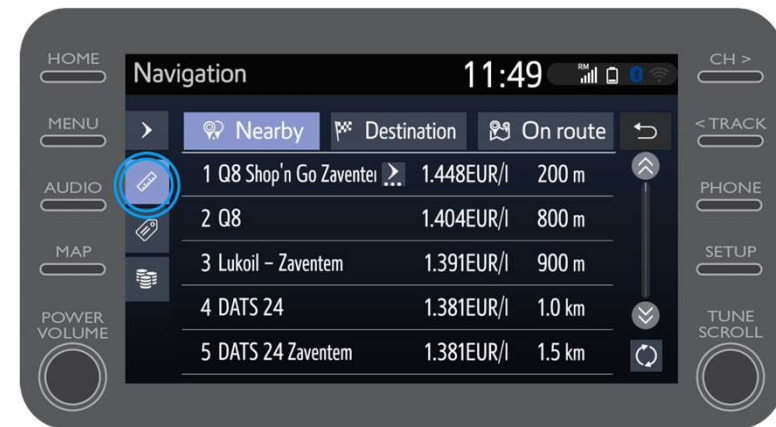 HOME
MENU
AUDIO
MAP
POWER
VOLUME
Navigation 11:49 RM
Nearby Destination On route
1 Q8 Shop'n Go Zaventei 1.448EUR/l 200 m
2 Q8 1.404EUR/l 800 m
3 Lukoil – Zaventem 1.391EUR/l 900 m
4 DATS 24 1.381EUR/l 1.0 km
5 DATS 24 Zaventem 1.381EUR/l 1.5 km
CH >
< TRACK
PHONE
SETUP
TUNE
SCROLL